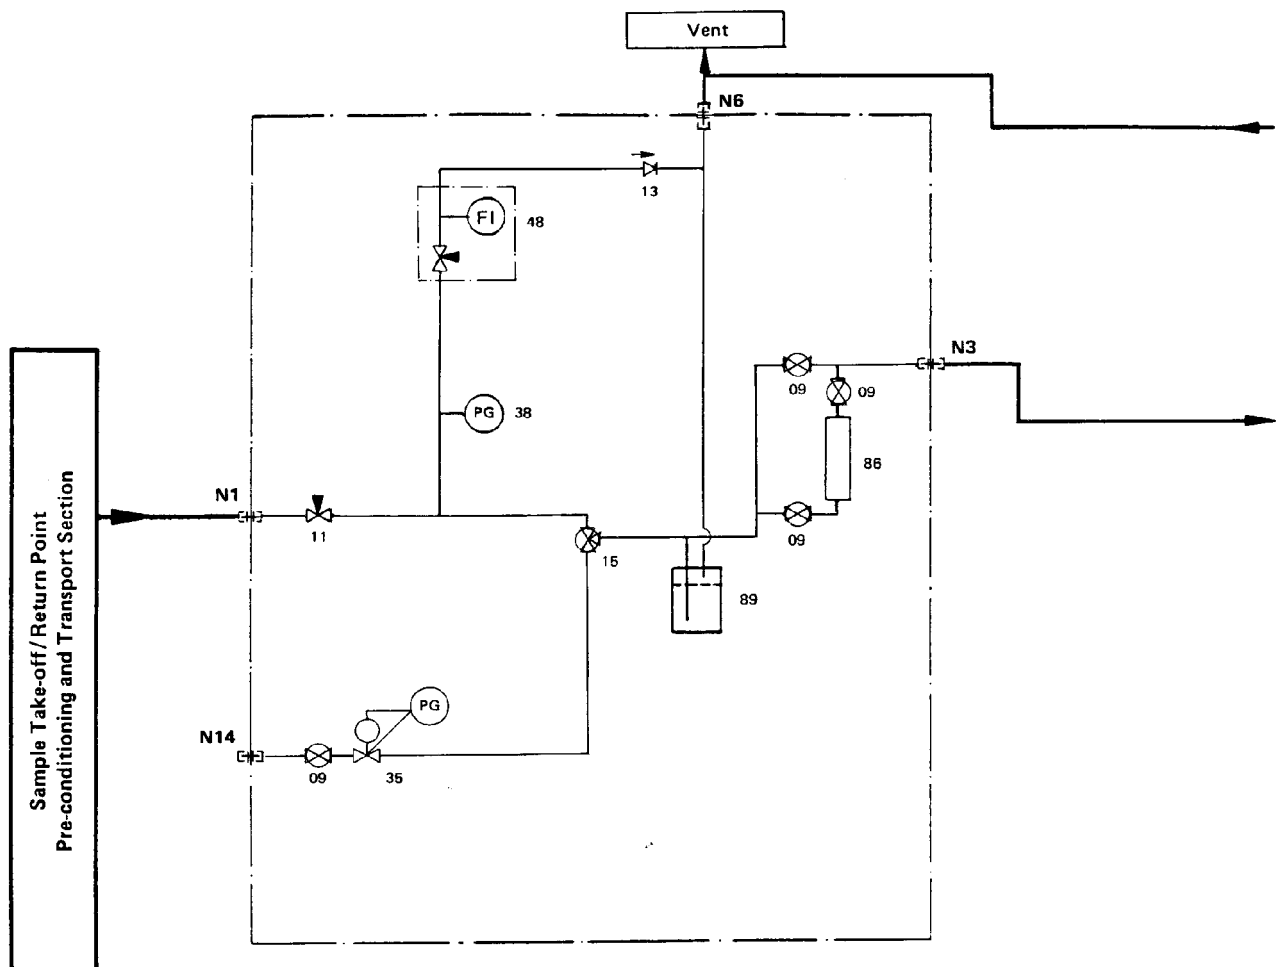 Vent
N6
13
FI
48
N3
09
09
PG
38
86
Sample Take-off/Return Point
Pre-conditioning and Transport Section
N1
11
09
15
89
PG
N14
09
35